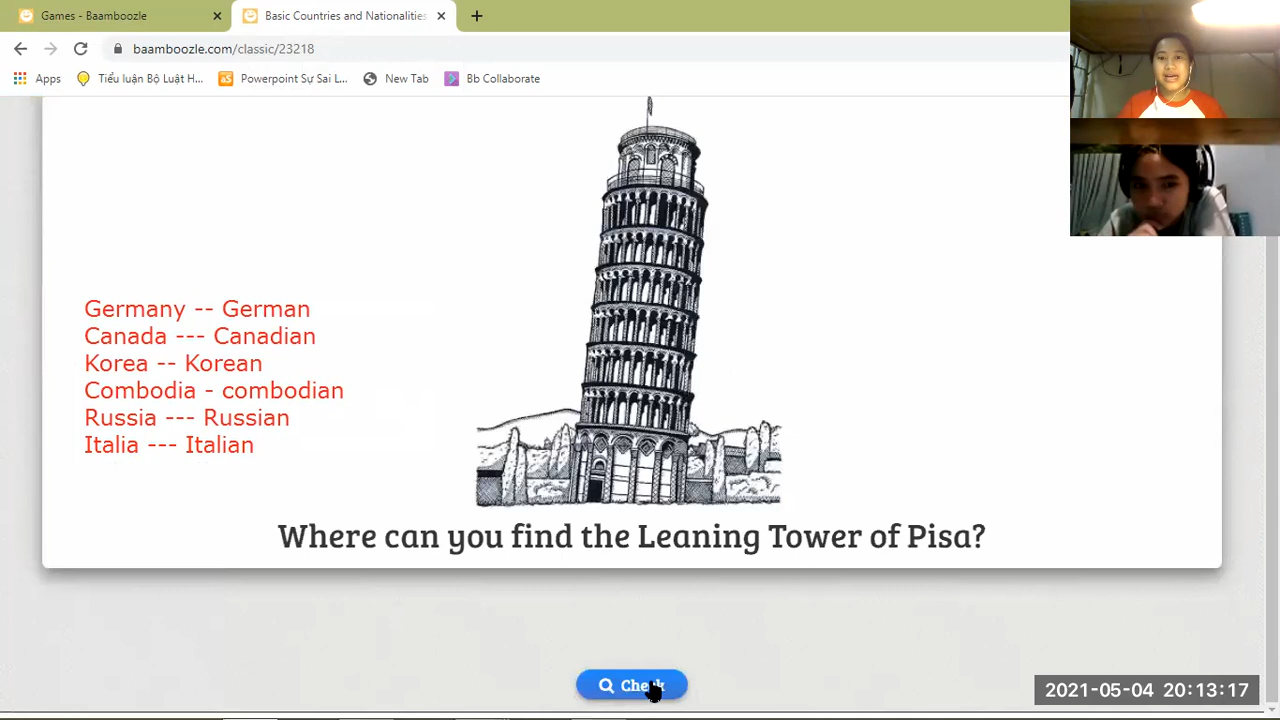 Games - Baamboozle
Basic Countries and Nationalities
baamboozle.com/classic/23218
Apps
Tiểu luận Bộ Luật H...
Powerpoint Sự Sai L...
New Tab
Bb Collaborate
Germany -- German
Canada --- Canadian
Korea -- Korean
Combodia - combodian
Russia --- Russian
Italia --- Italian
Where can you find the Leaning Tower of Pisa?
Check
2021-05-04 20:13:17